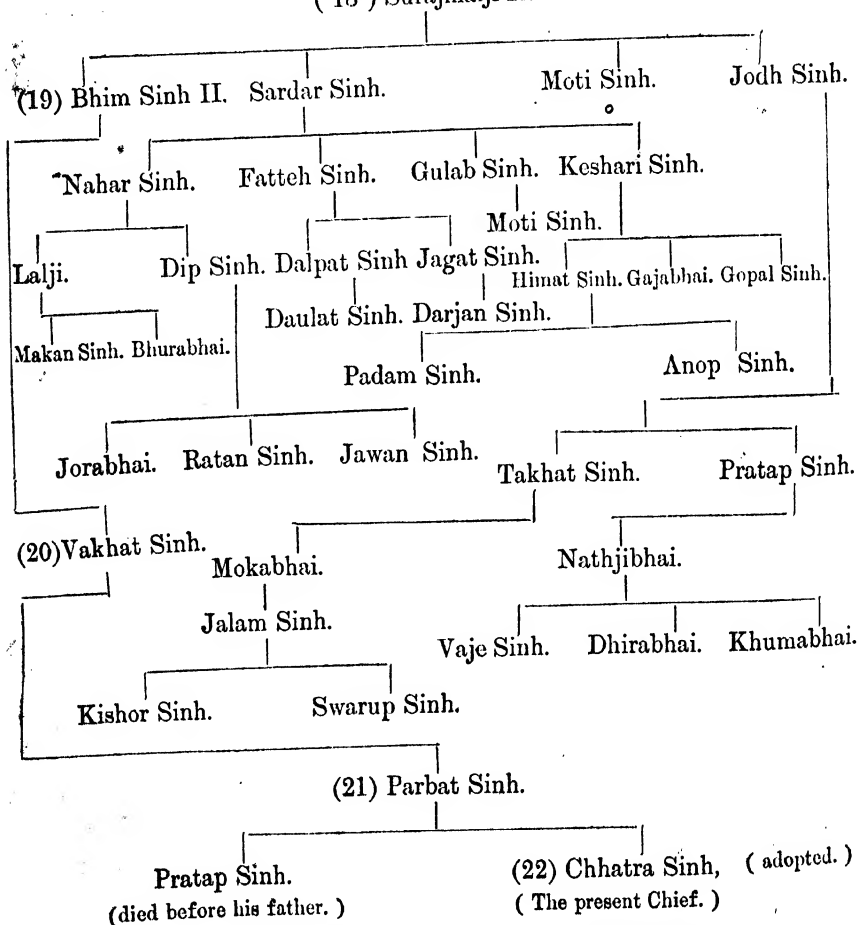 (19) Bhim Sinh II. Sardar Sinh. Moti Sinh. Jodh Sinh.
Nahar Sinh. Fatteh Sinh. Gulab Sinh. Keshari Sinh.
Moti Sinh.
Lalji. Dip Sinh. Dalpat Sinh Jagat Sinh. Himat Sinh. Gajabhai. Gopal Sinh.
Daulat Sinh. Darjan Sinh.
Makan Sinh. Bhurabhai.
Padam Sinh. Anop Sinh.
Jorabhai. Ratan Sinh. Jawan Sinh. Takhat Sinh. Pratap Sinh.
(20) Vakhat Sinh. Mokabhai. Nathjibhai.
Jalam Sinh. Vaje Sinh. Dhirabhai. Khumabhai.
Kishor Sinh. Swarup Sinh.
(21) Parbat Sinh.
Pratap Sinh. (22) Chhatra Sinh, (adopted.)
(died before his father.) (The present Chief.)